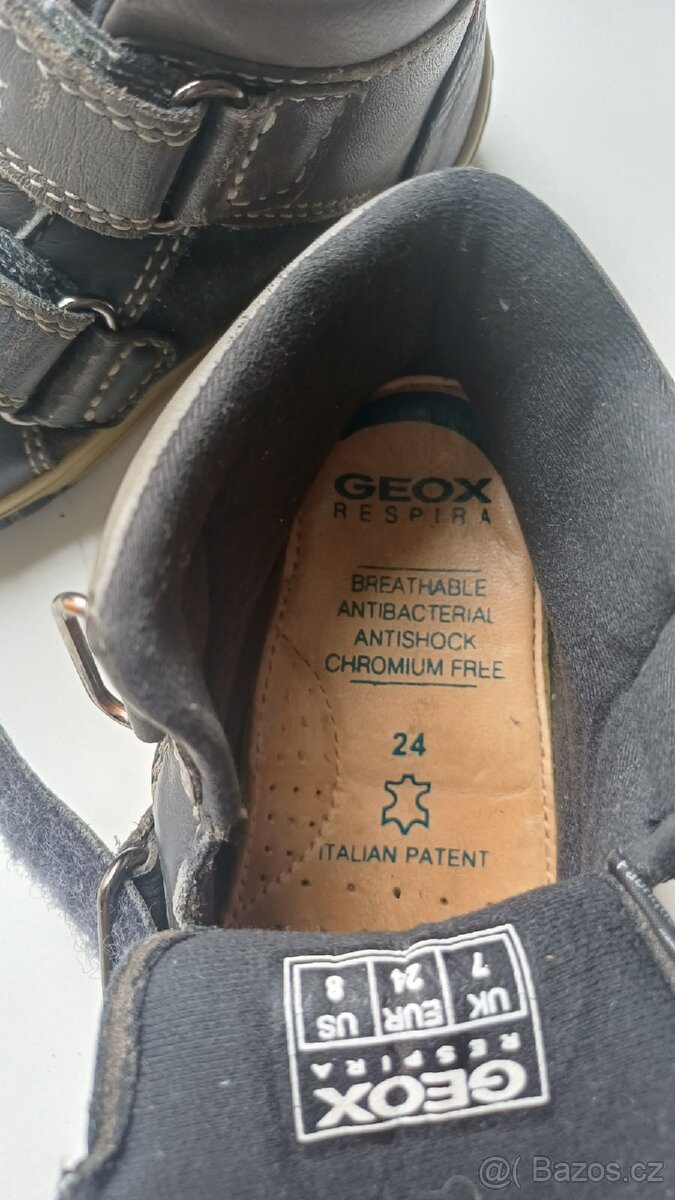 GEOX
RESPIRA
BREATHABLE
ANTIBACTERIAL
ANTISHOCK
CHROMIUM FREE
24
ITALIAN PATENT
GEOX
RESPIRA
UK EUR US
7 24 8
@( Bazos.cz